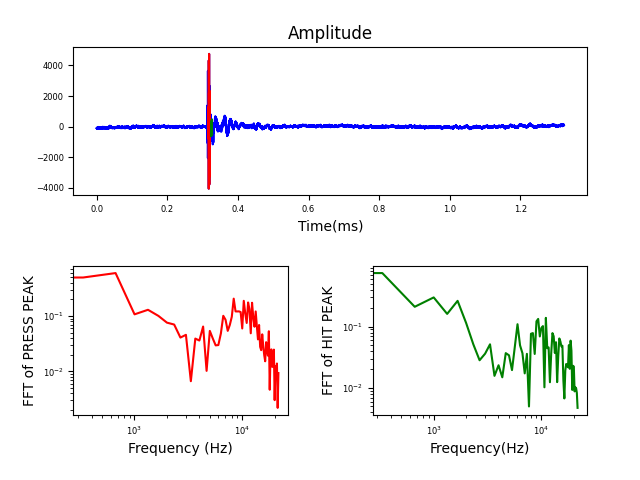 Amplitude
4000
2000
0
−2000
−4000
0.0 0.2 0.4 0.6 0.8 1.0 1.2
Time(ms)
FFT of PRESS PEAK
10⁻¹
10⁻²
10³ 10⁴
Frequency (Hz)
FFT of HIT PEAK
10⁻¹
10⁻²
10³ 10⁴
Frequency(Hz)